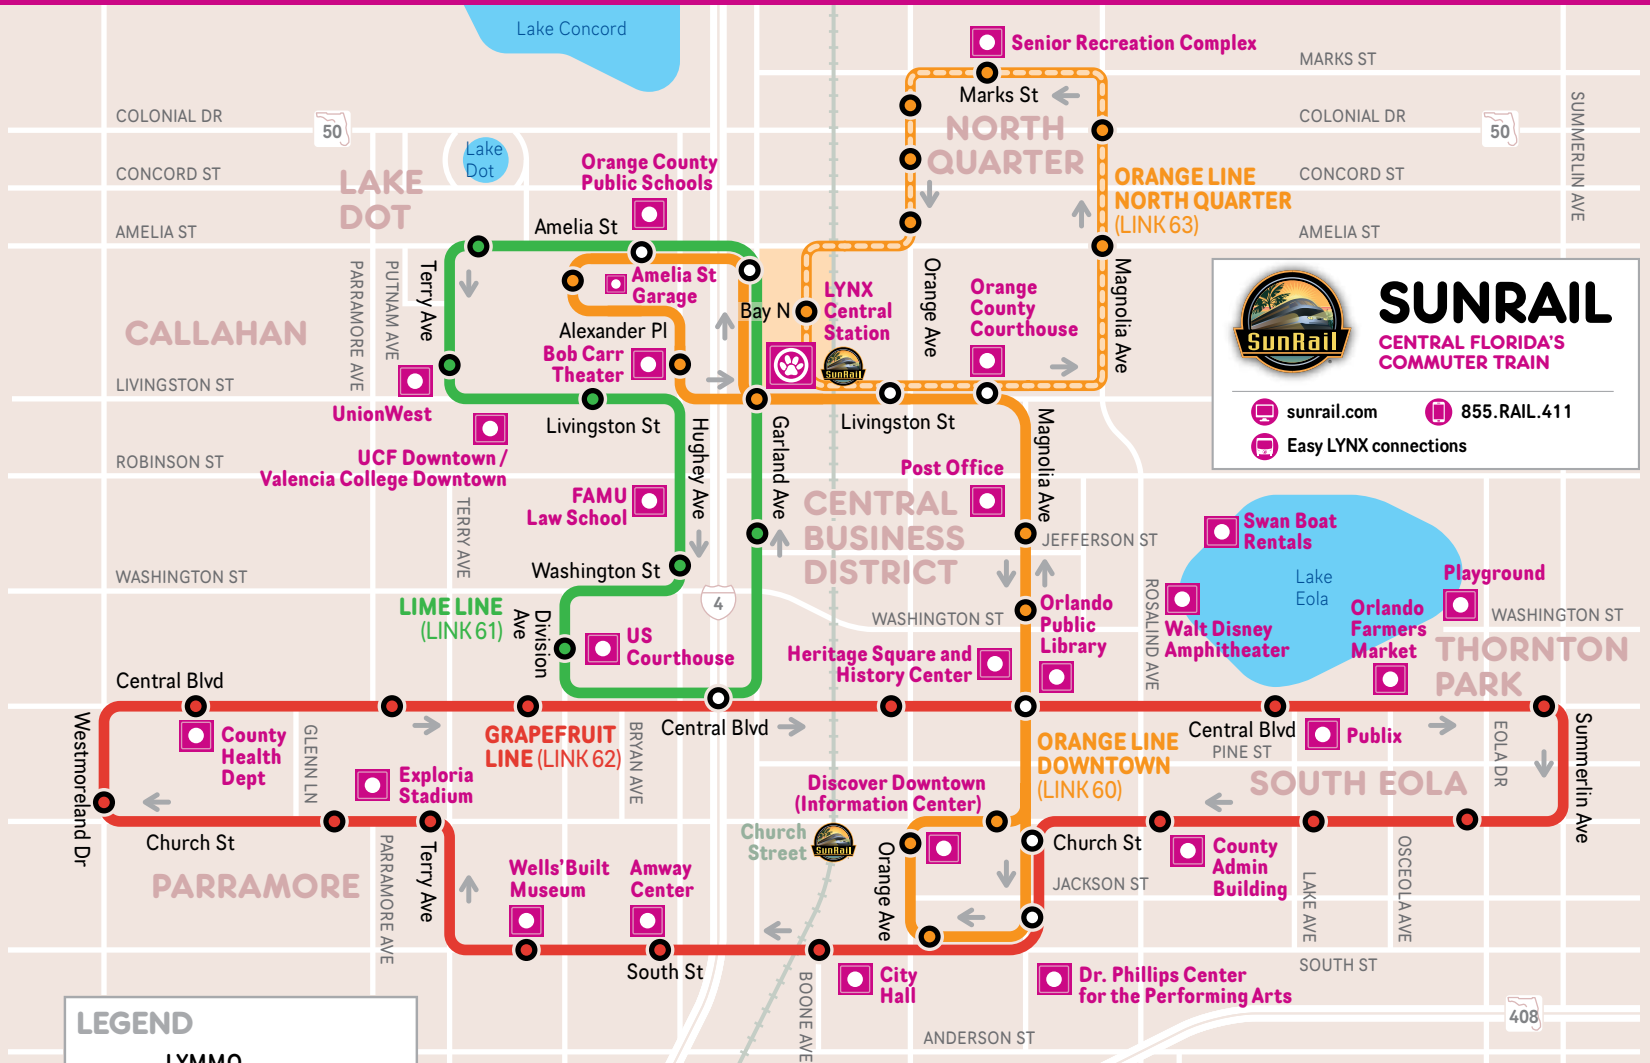 Lake Concord
Senior Recreation Complex
MARKS ST
Marks St
COLONIAL DR
50
NORTH
QUARTER
COLONIAL DR
50
SUMMERLIN AVE
Lake
Dot
CONCORD ST
LAKE
DOT
Orange County
Public Schools
ORANGE LINE
NORTH QUARTER
(LINK 63)
CONCORD ST
AMELIA ST
Amelia St
AMELIA ST
PARRAMORE AVE
PUTNAM AVE
Terry Ave
Amelia St
Garage
Bay N
LYNX
Central
Station
Orange Ave
Orange
County
Courthouse
Magnolia Ave
SunRail
SUNRAIL
CENTRAL FLORIDA'S
COMMUTER TRAIN
sunrail.com
855.RAIL.411
Easy LYNX connections
CALLAHAN
Alexander Pl
Bob Carr
Theater
SunRail
LIVINGSTON ST
UnionWest
Livingston St
Livingston St
Hughey Ave
Garland Ave
Magnolia Ave
UCF Downtown /
Valencia College Downtown
ROBINSON ST
Post Office
FAMU
Law School
TERRY AVE
CENTRAL
BUSINESS
DISTRICT
JEFFERSON ST
Swan Boat
Rentals
Lake
Eola
Playground
WASHINGTON ST
Washington St
LIME LINE
(LINK 61)
Division
Ave
4
US
Courthouse
WASHINGTON ST
Orlando
Public
Library
ROSALIND AVE
Walt Disney
Amphitheater
Orlando
Farmers
Market
WASHINGTON ST
THORNTON
PARK
Heritage Square and
History Center
Central Blvd
Westmoreland Dr
County
Health
Dept
GLENN LN
Exploria
Stadium
GRAPEFRUIT
LINE (LINK 62)
BRYAN AVE
Central Blvd
ORANGE LINE
DOWNTOWN
(LINK 60)
Central Blvd
PINE ST
Publix
SOUTH EOLA
EOLA DR
Summerlin Ave
Discover Downtown
(Information Center)
Church
Street
SunRail
Church St
PARRAMORE
PARRAMORE AVE
Terry Ave
Wells' Built
Museum
Amway
Center
Orange Ave
Church St
JACKSON ST
County
Admin
Building
LAKE AVE
OSCEOLA AVE
South St
BOONE AVE
City
Hall
Dr. Phillips Center
for the Performing Arts
SOUTH ST
408
ANDERSON ST
LEGEND
LYMMO